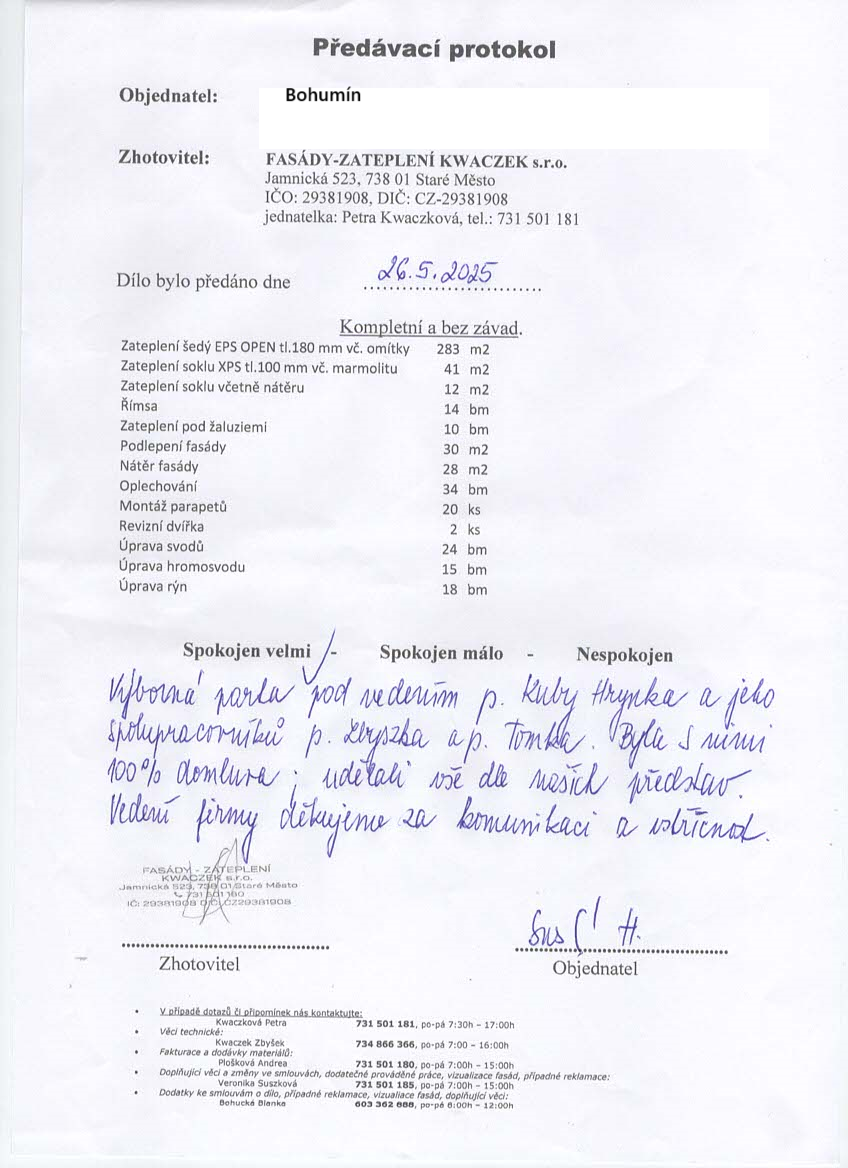 Předávací protokol
Objednatel: Bohumín
Zhotovitel: FASÁDY-ZATEPLENÍ KWACZEK s.r.o.
Jamnická 523, 738 01 Staré Město
IČO: 29381908, DIČ: CZ-29381908
jednatelka: Petra Kwaczková, tel.: 731 501 181
Dílo bylo předáno dne 26.5.2025
Kompletní a bez závad.
Zateplení šedý EPS OPEN tl.180 mm vč. omítky 283 m2
Zateplení soklu XPS tl.100 mm vč. marmolitu 41 m2
Zateplení soklu včetně nátěru 12 m2
Římsa 14 bm
Zateplení pod žaluziemi 10 bm
Podlepení fasády 30 m2
Nátěr fasády 28 m2
Oplechování 34 bm
Montáž parapetů 20 ks
Revizní dvířka 2 ks
Úprava svodů 24 bm
Úprava hromosvodu 15 bm
Úprava rýn 18 bm
Spokojen velmi - Spokojen málo - Nespokojen
Výborná parta pod vedením p. Kuby Hrynka a jeho
spolupracovníků p. Zbyszka a p. Tomka. Byla s nimi
100% domluva; udělali vše dle našich představ.
Vedení firmy děkujeme za komunikaci a vstřícnost.
FASÁDY - ZATEPLENÍ
KWACZEK s.r.o.
Jamnická 523, 738 01 Staré Město
731 501 180
IČ: 29381908 DIČ: CZ29381908
Zhotovitel Objednatel
• V případě dotazů či připomínek nás kontaktujte:
Kwaczková Petra 731 501 181, po-pá 7:30h – 17:00h
• Věci technické:
Kwaczek Zbyšek 734 866 366, po-pá 7:00 – 16:00h
• Fakturace a dodávky materiálů:
Plošková Andrea 731 501 180, po-pá 7:00h – 15:00h
• Doplňující věci a změny ve smlouvách, dodatečné prováděné práce, vizualizace fasád, případné reklamace:
Veronika Suszková 731 501 185, po-pá 7:00h – 15:00h
• Dodatky ke smlouvám o dílo, případné reklamace, vizualiace fasád, doplňující věci:
Bohucká Blanka 603 362 888, po-pá 8:00h – 12:00h